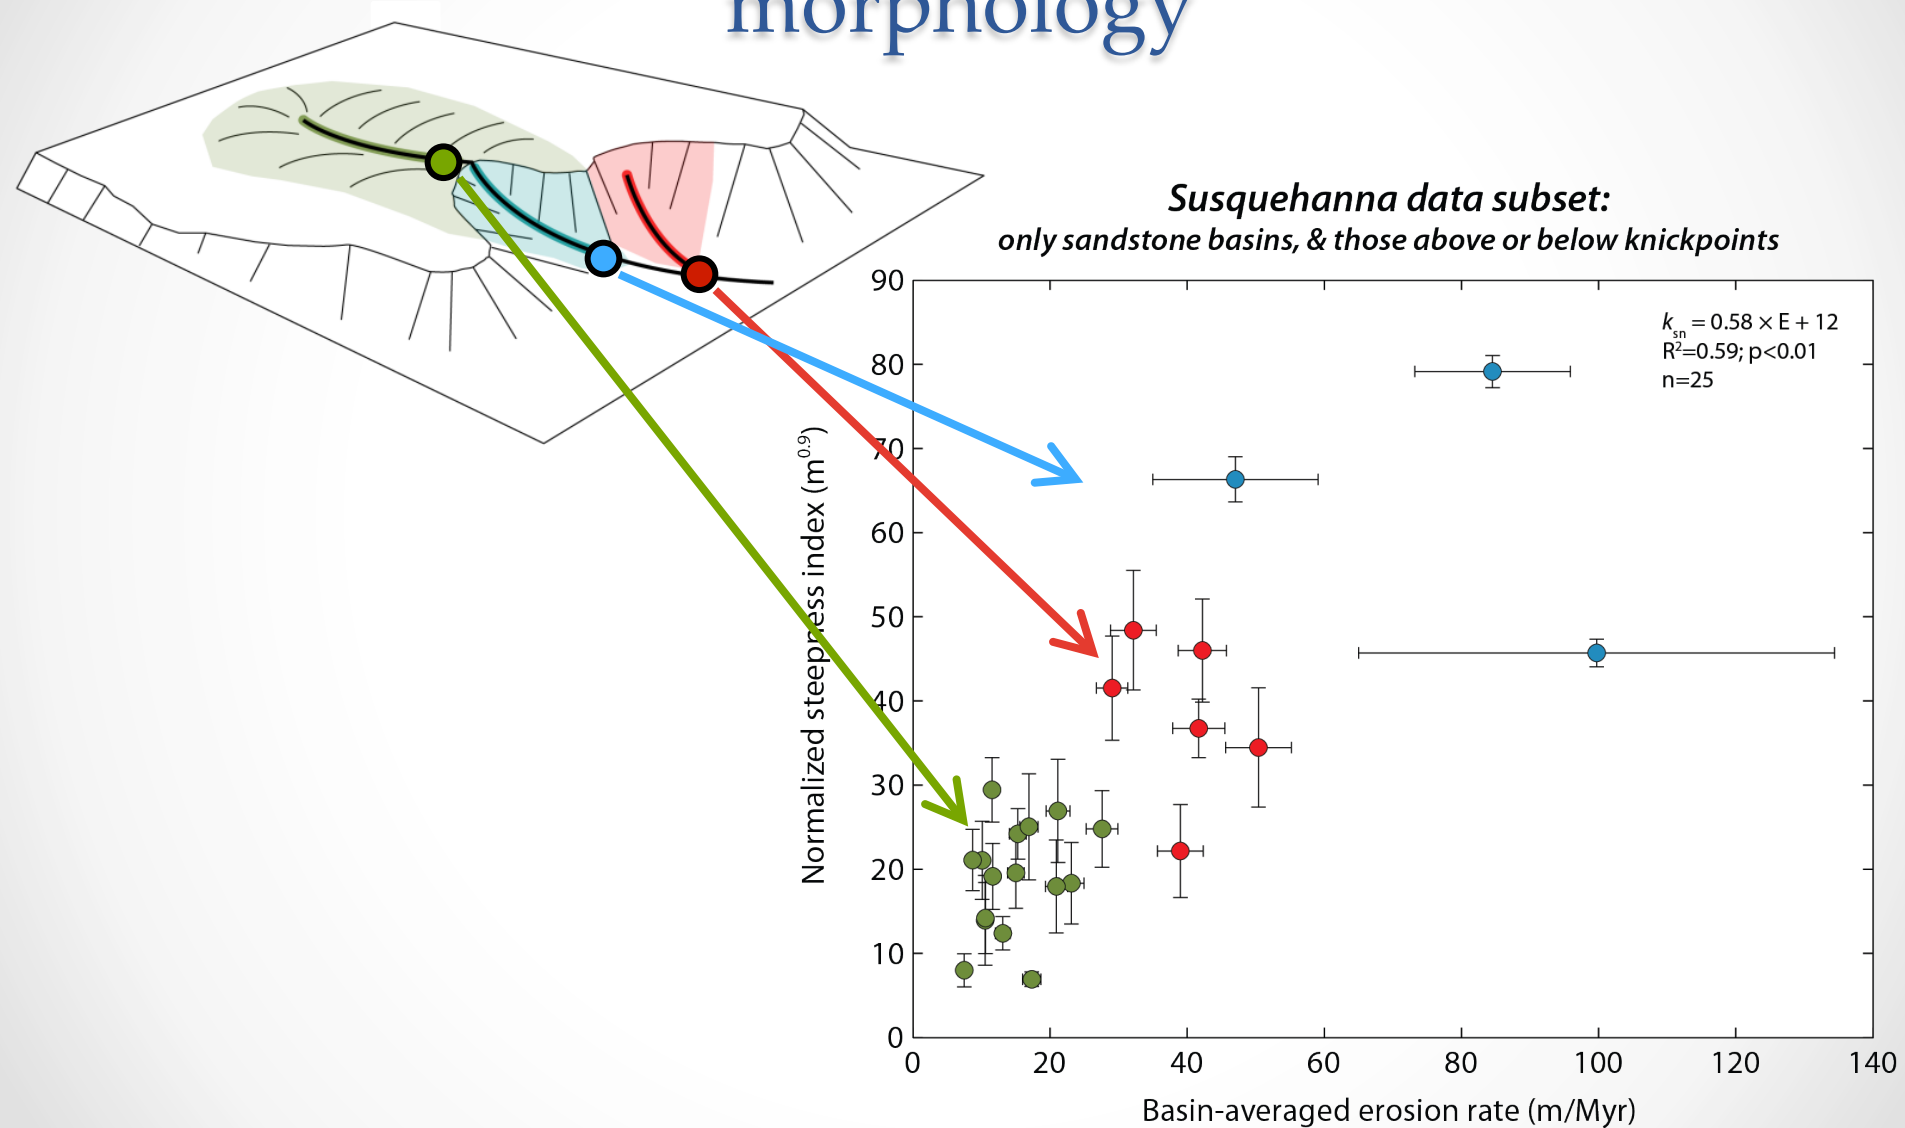 morphology
Susquehanna data subset:
only sandstone basins, & those above or below knickpoints
90
80
70
60
50
40
30
20
10
0
k_sn = 0.58 × E + 12
R²=0.59; p<0.01
n=25
Normalized steepness index (m^0.9)
0 20 40 60 80 100 120 140
Basin-averaged erosion rate (m/Myr)